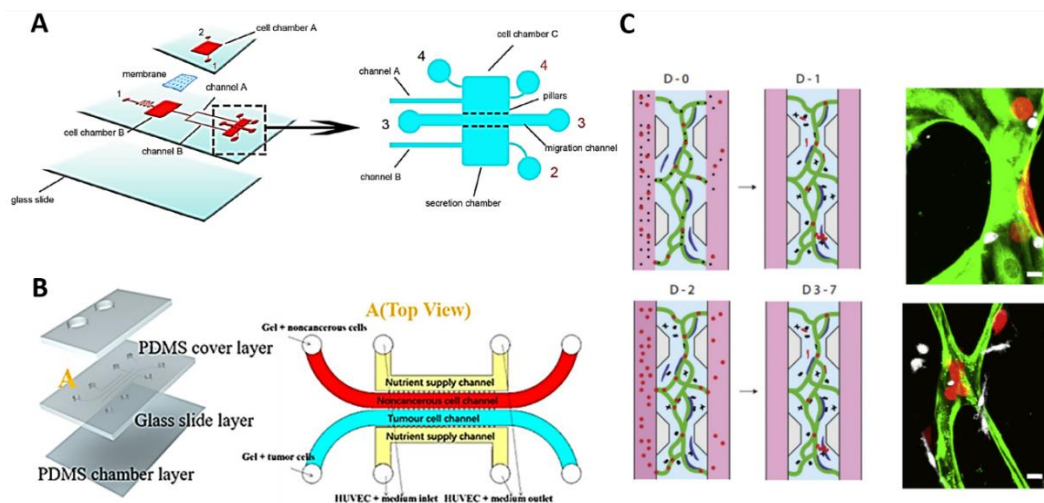 A
2
cell chamber A
1
membrane
channel A
1
cell chamber B
channel B
glass slide
4
cell chamber C
4
channel A
pillars
3
3
migration channel
channel B
2
secretion chamber
B
PDMS cover layer
A
Glass slide layer
PDMS chamber layer
A(Top View)
Gel + noncancerous cells
Nutrient supply channel
Noncancerous cell channel
Tumour cell channel
Nutrient supply channel
Gel + tumor cells
HUVEC + medium inlet
HUVEC + medium outlet
C
D-0
D-1
D-2
D3-7